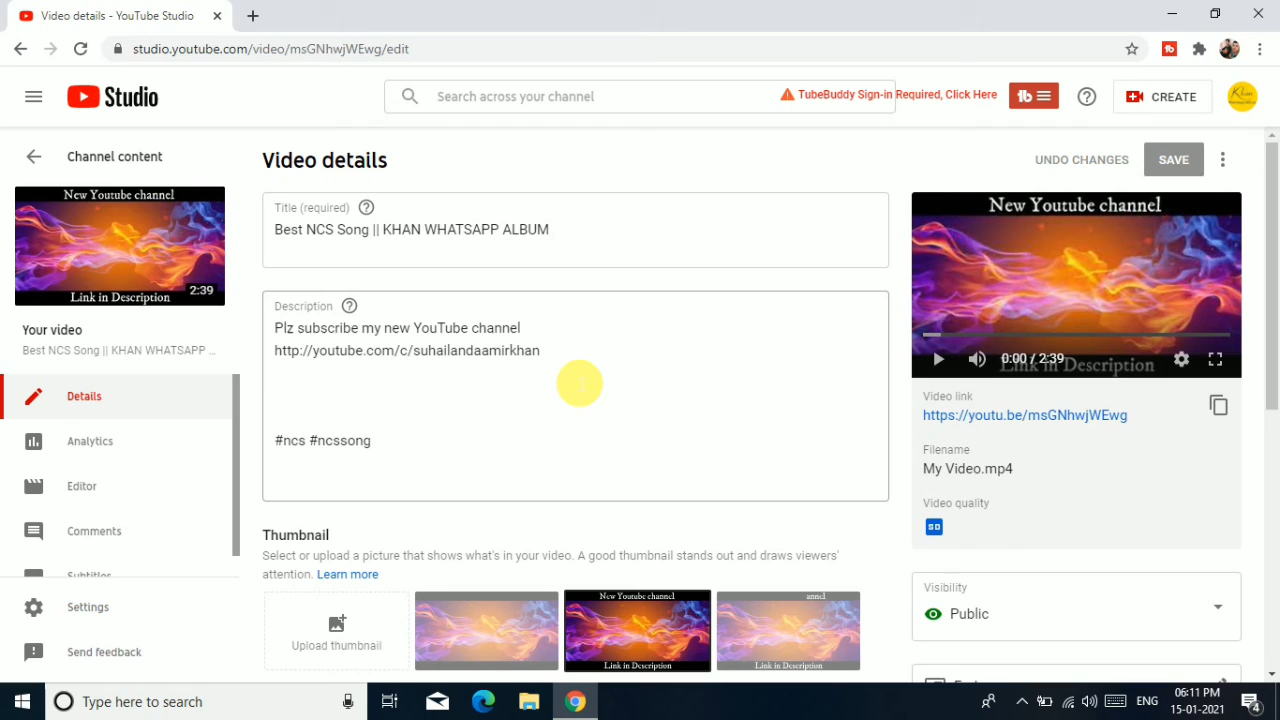 Video details - YouTube Studio
studio.youtube.com/video/msGNhwjWEwg/edit
Studio
Search across your channel
TubeBuddy Sign-in Required, Click Here
tb
?
CREATE
Khan
Channel content
New Youtube channel
2:39
Link in Description
Your video
Best NCS Song || KHAN WHATSAPP ...
Details
Analytics
Editor
Comments
Subtitles
Settings
Send feedback
Video details
UNDO CHANGES
SAVE
Title (required) ?
Best NCS Song || KHAN WHATSAPP ALBUM
Description ?
Plz subscribe my new YouTube channel
http://youtube.com/c/suhailandaamirkhan
#ncs #ncssong
Thumbnail
Select or upload a picture that shows what's in your video. A good thumbnail stands out and draws viewers'
attention. Learn more
Upload thumbnail
New Youtube channel
Link in Description
annel
Link in Description
New Youtube channel
0:00 / 2:39
Link in Description
Video link
https://youtu.be/msGNhwjWEwg
Filename
My Video.mp4
Video quality
SD
Visibility
Public
Type here to search
ENG
06:11 PM
15-01-2021
4